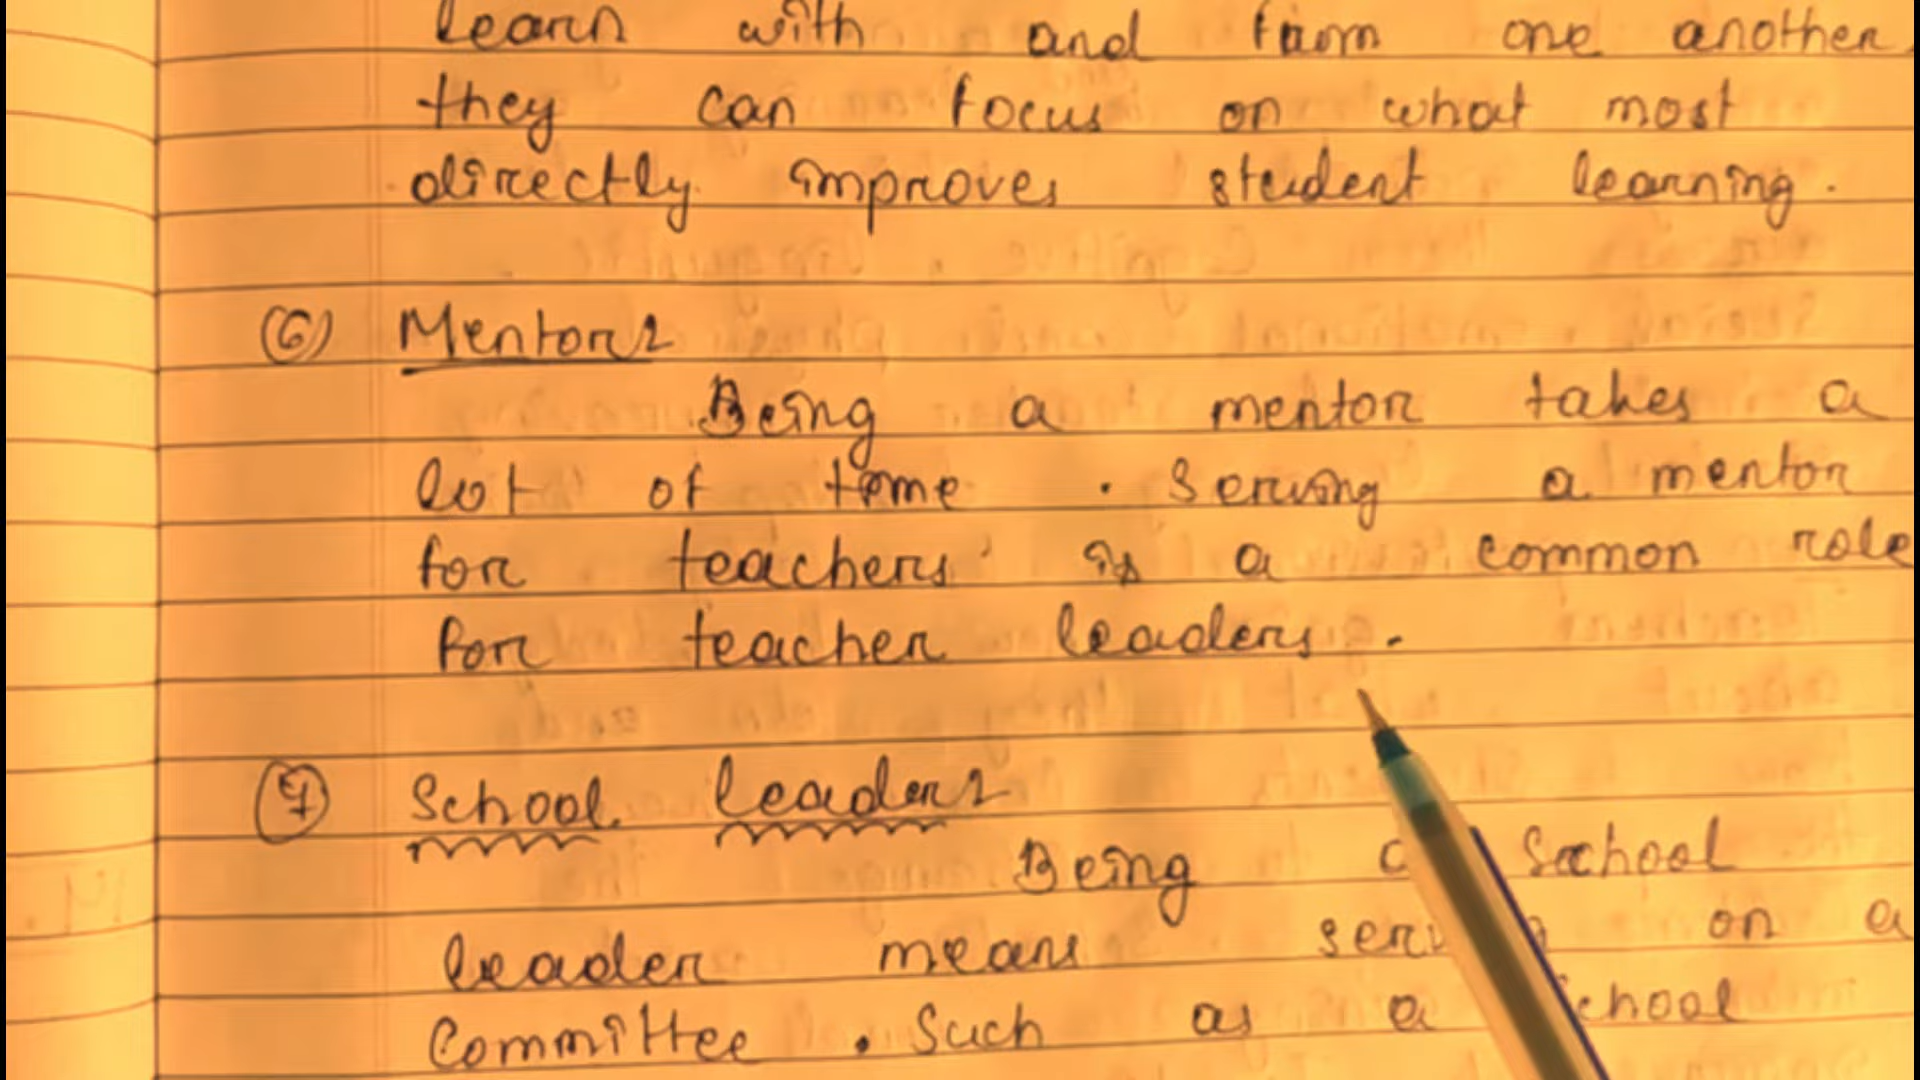 learn with and from one another.
they can focus on what most
directly improves student learning.
(6) Mentors
Being a mentor takes a
lot of time. Serving a mentor
for teachers is a common role
for teacher leaders.
(7) School leaders
Being a School
leader means on a
Committee. Such as a School